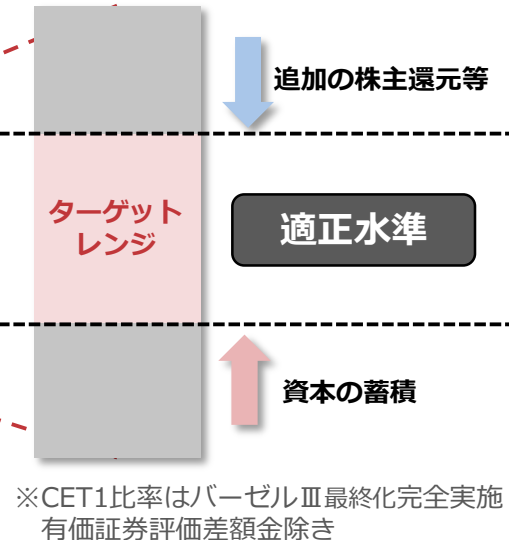 追加の株主還元等
ターゲット
レンジ
適正水準
資本の蓄積
※CET1比率はバーゼルⅢ最終化完全実施
有価証券評価差額金除き